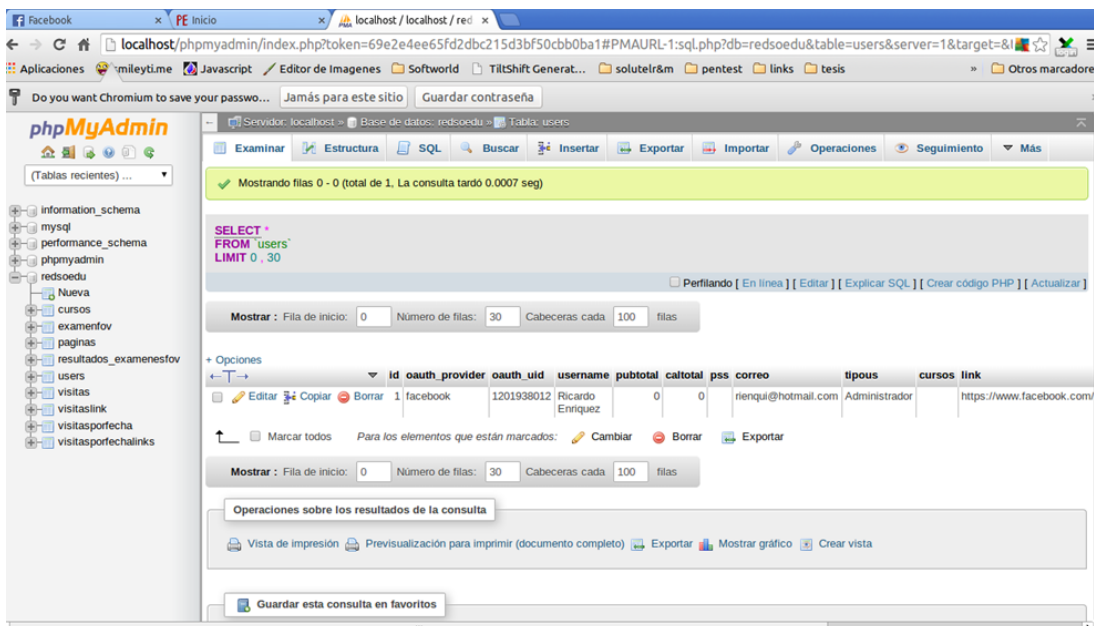 Facebook × PE Inicio × localhost / localhost / red ×
localhost/phpmyadmin/index.php?token=69e2e4ee65fd2dbc215d3bf50cbb0ba1#PMAURL-1:sql.php?db=redsoedu&table=users&server=1&target=&
Aplicaciones smileyti.me Javascript Editor de Imagenes Softworld TiltShift Generat... solutelr&m pentest links tesis » Otros marcadore
Do you want Chromium to save your passwo... Jamás para este sitio Guardar contraseña
phpMyAdmin
(Tablas recientes) ...
information_schema
mysql
performance_schema
phpmyadmin
redsoedu
Nueva
cursos
examenfov
paginas
resultados_examenesfov
users
visitas
visitaslink
visitasporfecha
visitasporfechalinks
Servidor: localhost » Base de datos: redsoedu » Tabla: users
Examinar Estructura SQL Buscar Insertar Exportar Importar Operaciones Seguimiento Más
Mostrando filas 0 - 0 (total de 1, La consulta tardó 0.0007 seg)
SELECT *
FROM `users`
LIMIT 0 , 30
Perfilando [ En línea ] [ Editar ] [ Explicar SQL ] [ Crear código PHP ] [ Actualizar ]
Mostrar : Fila de inicio: 0 Número de filas: 30 Cabeceras cada 100 filas
+ Opciones
←T→ id oauth_provider oauth_uid username pubtotal caltotal pss correo tipous cursos link
Editar Copiar Borrar 1 facebook 1201938012 Ricardo 0 0 rienqui@hotmail.com Administrador https://www.facebook.com/
Enriquez
Marcar todos Para los elementos que están marcados: Cambiar Borrar Exportar
Mostrar : Fila de inicio: 0 Número de filas: 30 Cabeceras cada 100 filas
Operaciones sobre los resultados de la consulta
Vista de impresión Previsualización para imprimir (documento completo) Exportar Mostrar gráfico Crear vista
Guardar esta consulta en favoritos